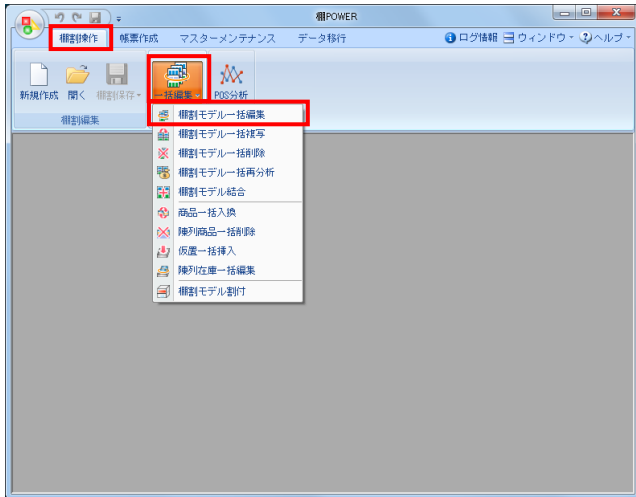 棚POWER
棚割操作 帳票作成 マスターメンテナンス データ移行 ログ情報 ウィンドウ ヘルプ
新規作成 開く 棚割保存 一括編集 POS分析
棚割編集
棚割モデル一括編集
棚割モデル一括複写
棚割モデル一括削除
棚割モデル一括再分析
棚割モデル結合
商品一括入換
陳列商品一括削除
仮置一括挿入
陳列在庫一括編集
棚割モデル割付